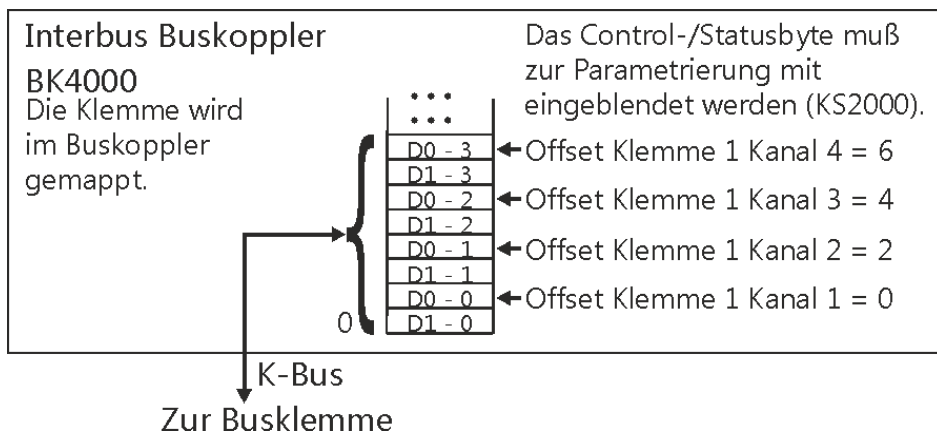 Interbus Buskoppler
BK4000
Die Klemme wird
im Buskoppler
gemappt.
Das Control-/Statusbyte muß
zur Parametrierung mit
eingeblendet werden (KS2000).
D0 - 3
Offset Klemme 1 Kanal 4 = 6
D1 - 3
D0 - 2
Offset Klemme 1 Kanal 3 = 4
D1 - 2
D0 - 1
Offset Klemme 1 Kanal 2 = 2
D1 - 1
D0 - 0
Offset Klemme 1 Kanal 1 = 0
0
D1 - 0
K-Bus
Zur Busklemme